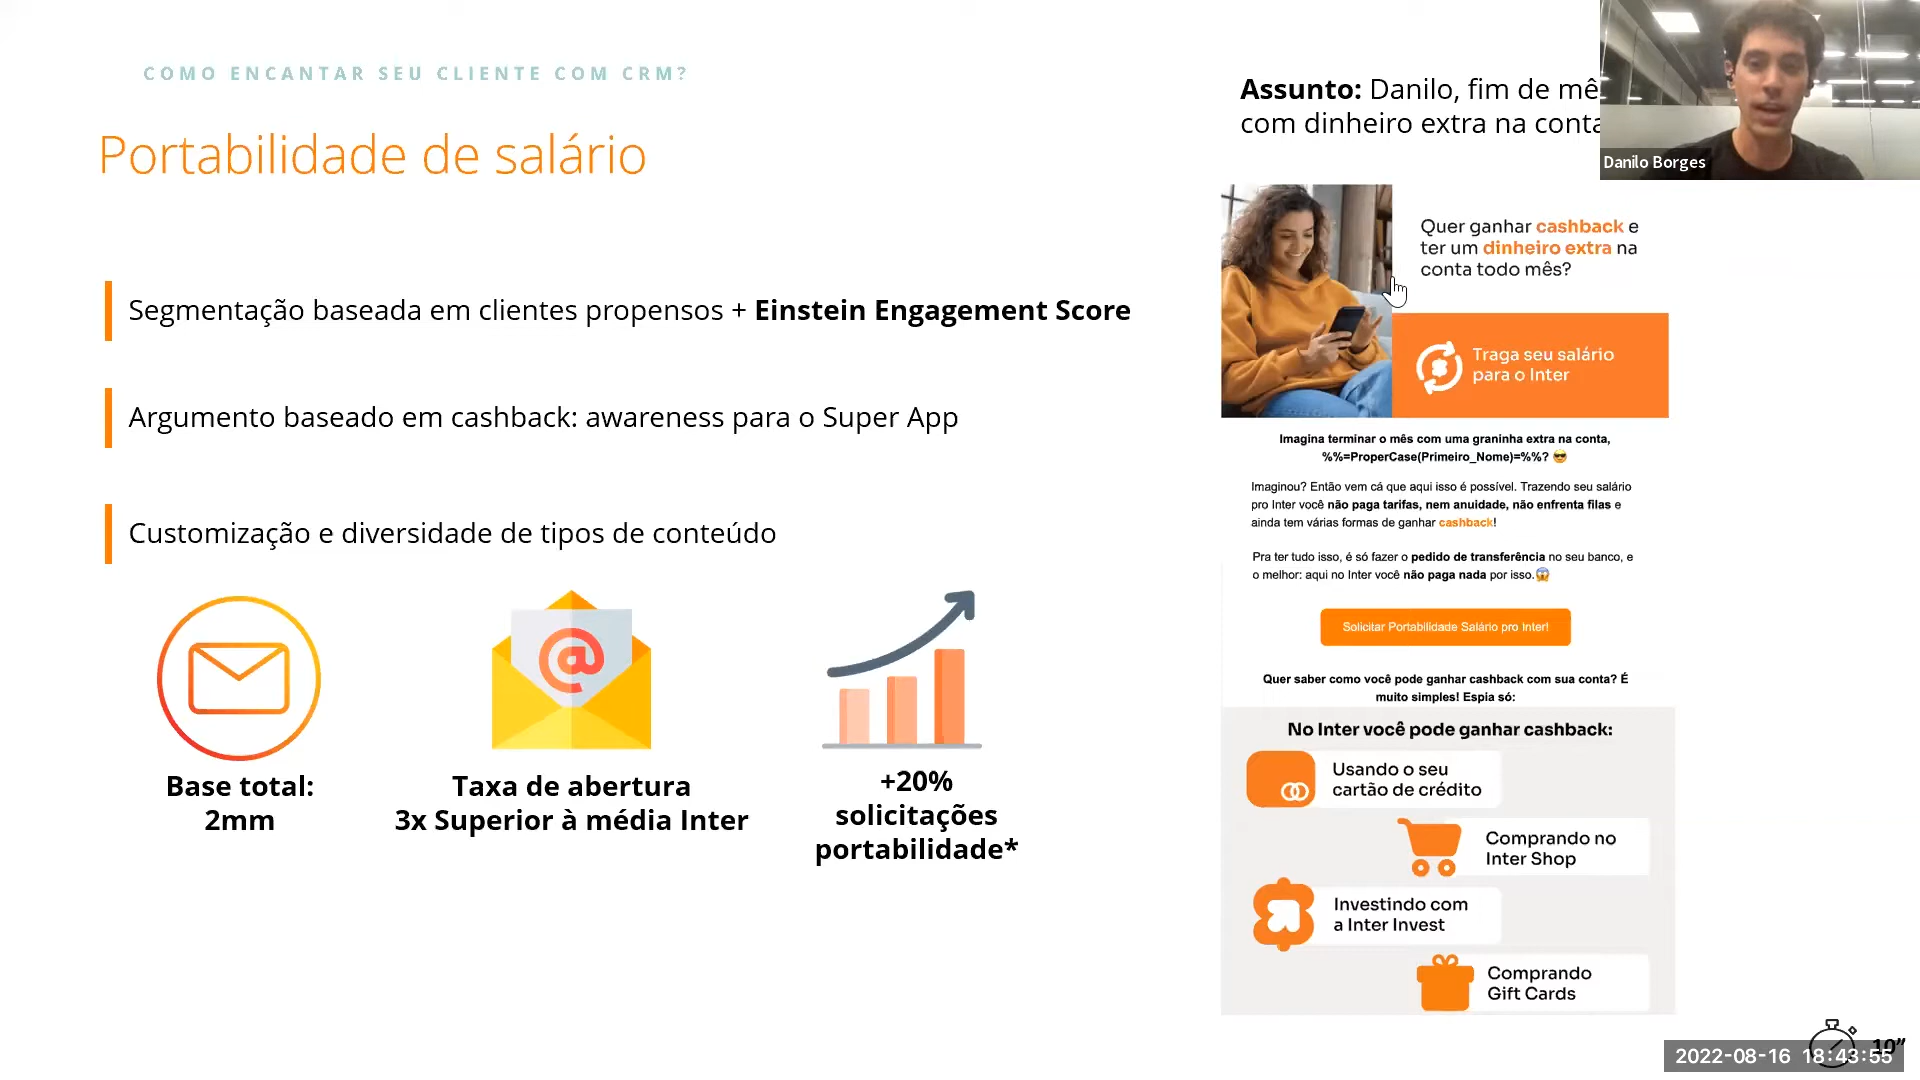 COMO ENCANTAR SEU CLIENTE COM CRM?
Portabilidade de salário
Segmentação baseada em clientes propensos + Einstein Engagement Score
Argumento baseado em cashback: awareness para o Super App
Customização e diversidade de tipos de conteúdo
Base total:
2mm
Taxa de abertura
3x Superior à média Inter
+20%
solicitações
portabilidade*
Assunto: Danilo, fim de mê
com dinheiro extra na conta
Danilo Borges
Quer ganhar cashback e
ter um dinheiro extra na
conta todo mês?
Traga seu salário
para o Inter
Imagina terminar o mês com uma graninha extra na conta,
%%=ProperCase(Primeiro_Nome)=%%? 😎
Imaginou? Então vem cá que aqui isso é possível. Trazendo seu salário
pro Inter você não paga tarifas, nem anuidade, não enfrenta filas e
ainda tem várias formas de ganhar cashback!
Pra ter tudo isso, é só fazer o pedido de transferência no seu banco, e
o melhor: aqui no Inter você não paga nada por isso.😱
Solicitar Portabilidade Salário pro Inter!
Quer saber como você pode ganhar cashback com sua conta? É
muito simples! Espia só:
No Inter você pode ganhar cashback:
Usando o seu
cartão de crédito
Comprando no
Inter Shop
Investindo com
a Inter Invest
Comprando
Gift Cards
10”
2022-08-16 18:43:55